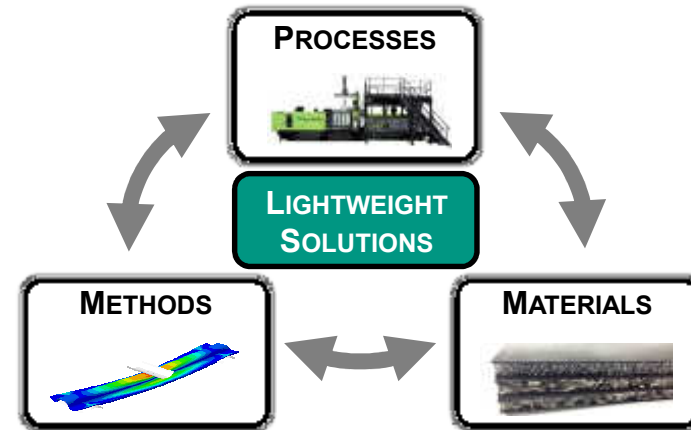 PROCESSES
LIGHTWEIGHT
SOLUTIONS
METHODS
MATERIALS